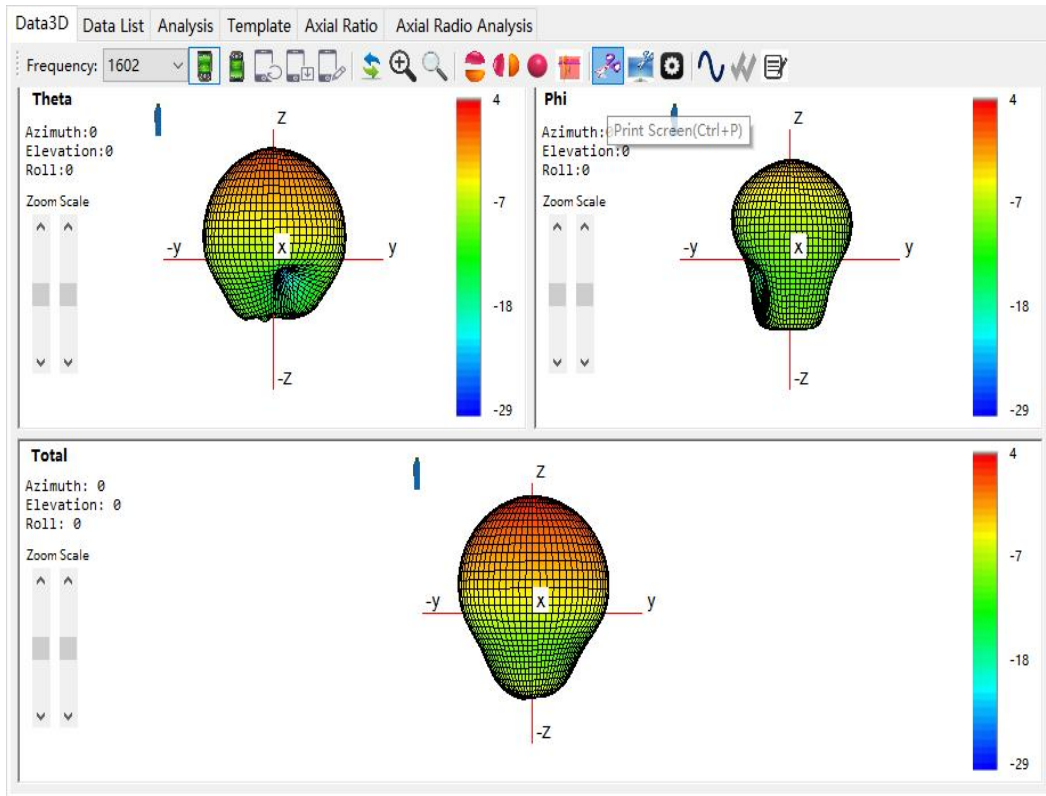 Data3D Data List Analysis Template Axial Ratio Axial Radio Analysis
Frequency: 1602
Theta
Azimuth:0
Elevation:0
Roll:0
Zoom Scale
Z
-y
X
y
-Z
4
-7
-18
-29
Phi
Azimuth:0
Print Screen(Ctrl+P)
Elevation:0
Roll:0
Zoom Scale
Z
-y
X
y
-Z
4
-7
-18
-29
Total
Azimuth: 0
Elevation: 0
Roll: 0
Zoom Scale
Z
-y
X
y
-Z
4
-7
-18
-29